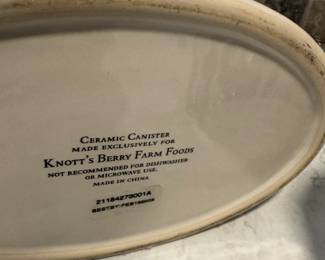 CERAMIC CANISTER
MADE EXCLUSIVELY FOR
KNOTT'S BERRY FARM FOODS
NOT RECOMMENDED FOR DISHWASHER
OR MICROWAVE USE.
MADE IN CHINA
21184273001A